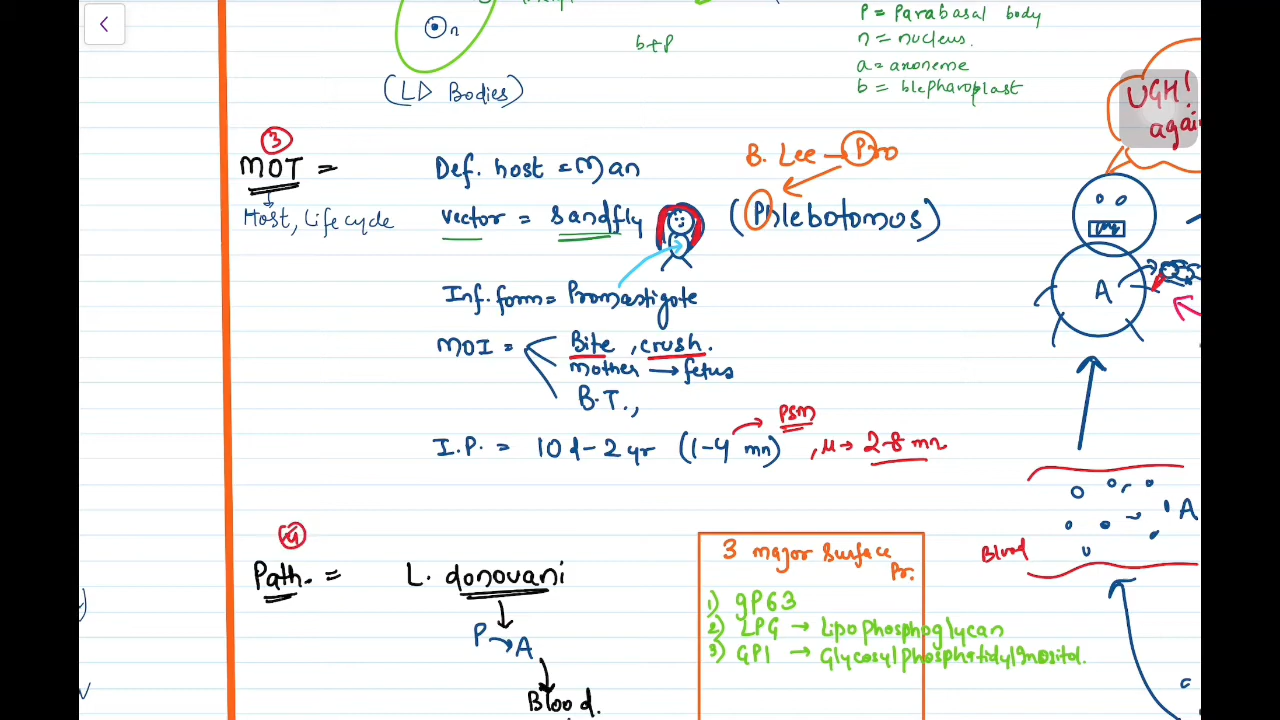 P = Parabasal body
n
n = nucleus.
b+P
a = axoneme
(LD Bodies)
b = blepharoplast
UGH!
again
3
MOT = Def. host = Man
B. Lee → Pro
Host, Life cycle
vector = sandfly (Phlebotomus)
A
Inf. form = Promastigote
MOI = Bite, crush.
mother → fetus
B.T.,
PSM
I.P. = 10 d - 2 yr (1-4 mn), μ → 2-8 mn
A
4
Blood
3 major surface
Pr.
Path. = L. donovani
1) gP63
2) LPG → Lipophosphoglycan
P → A
3) GPI → GlycosylphosphatidylInositol.
Blood.